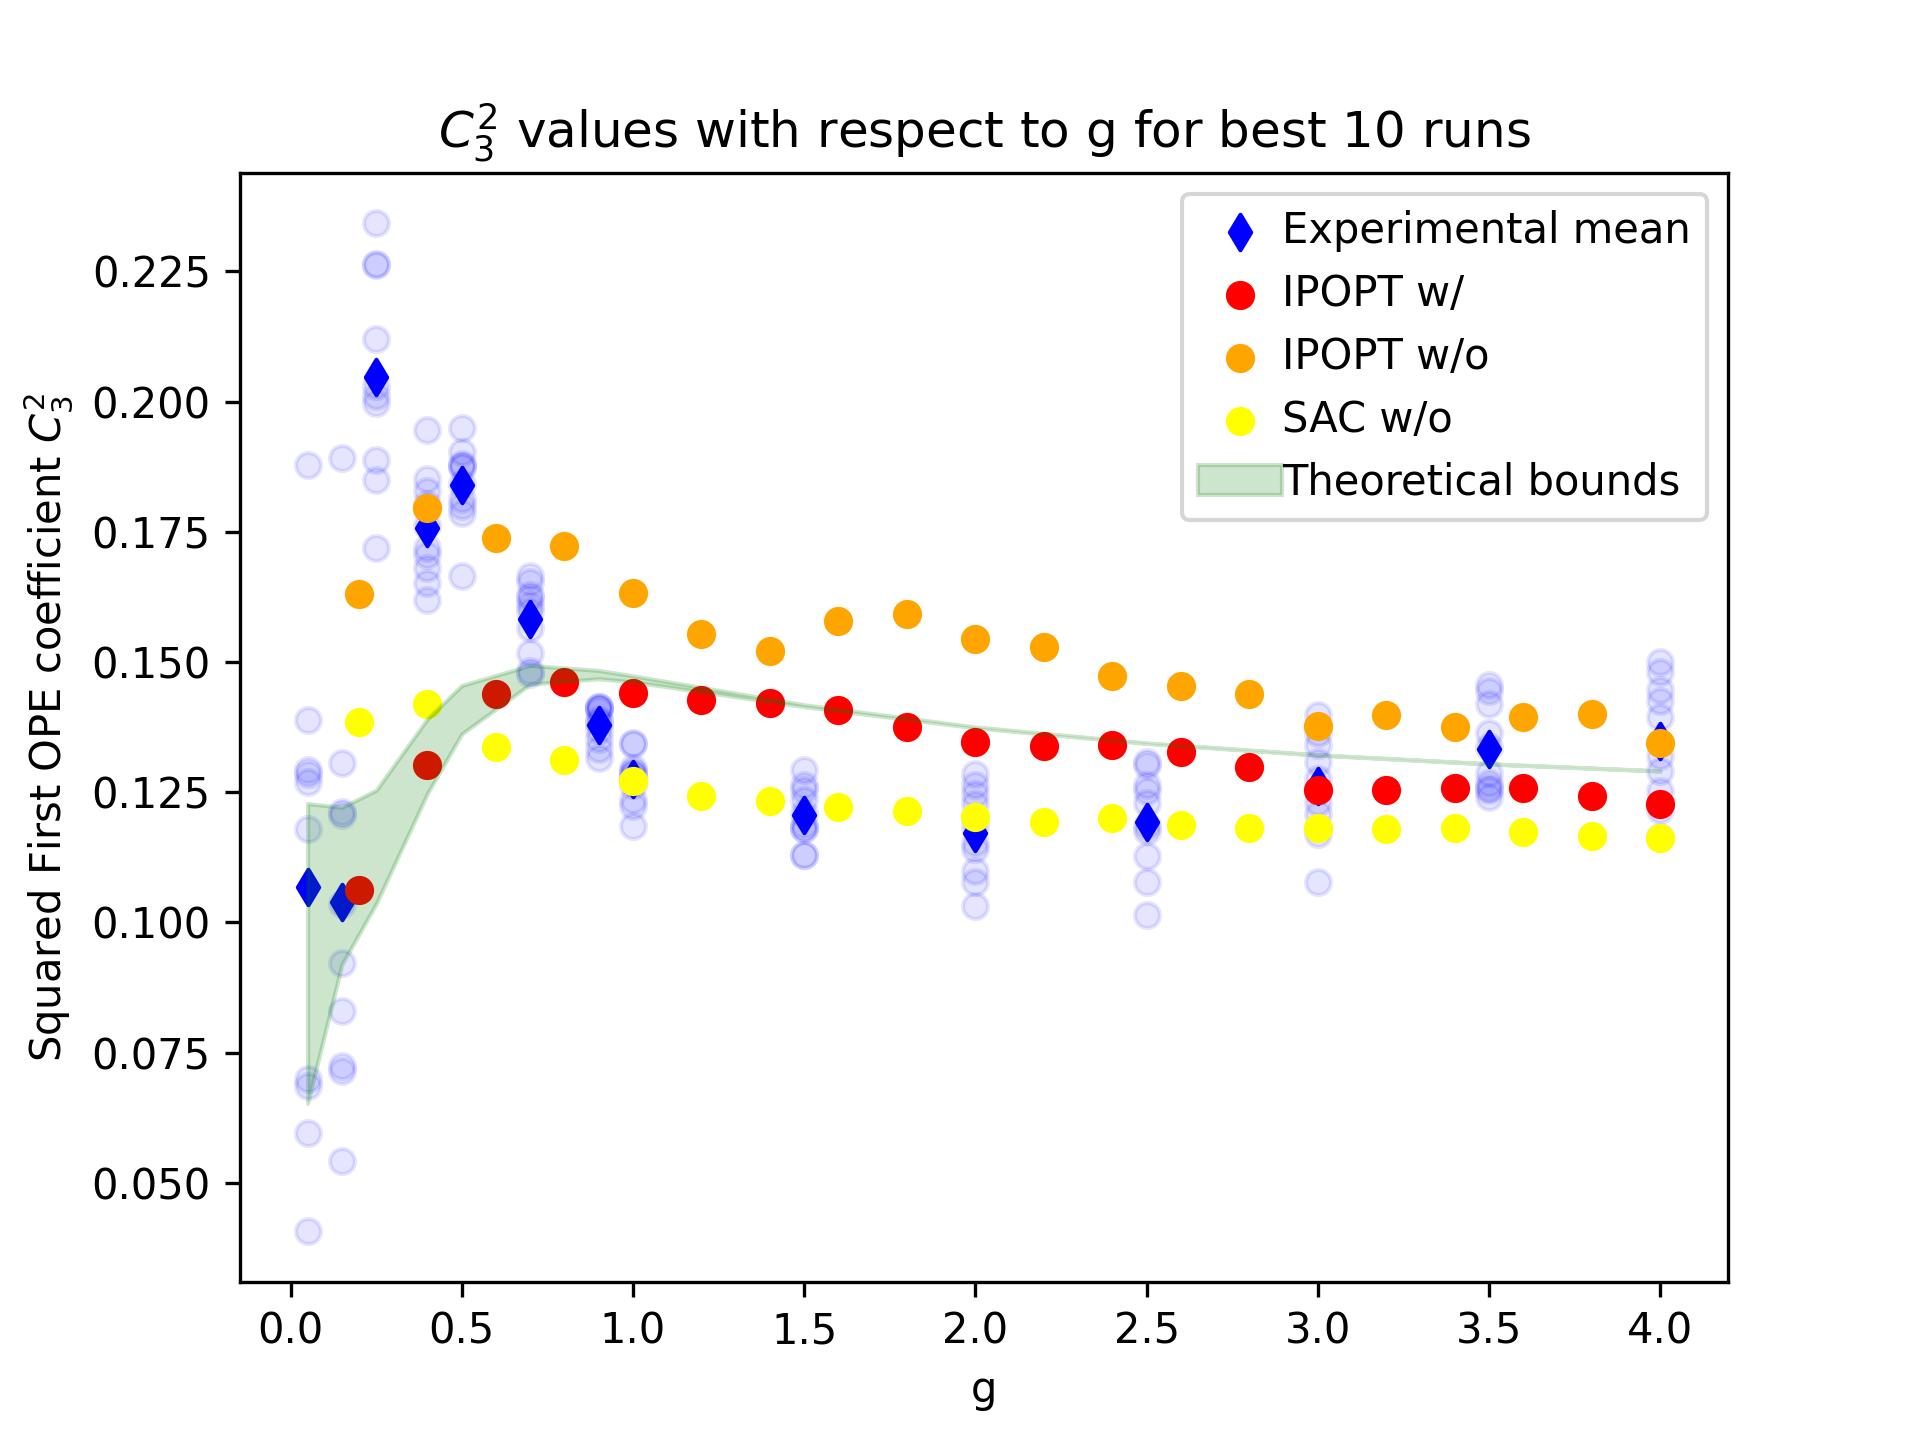 $C_3^2$ values with respect to g for best 10 runs
Experimental mean
IPOPT w/
IPOPT w/o
SAC w/o
Theoretical bounds
Squared First OPE coefficient $C_3^2$
0.225
0.200
0.175
0.150
0.125
0.100
0.075
0.050
0.0 0.5 1.0 1.5 2.0 2.5 3.0 3.5 4.0
g